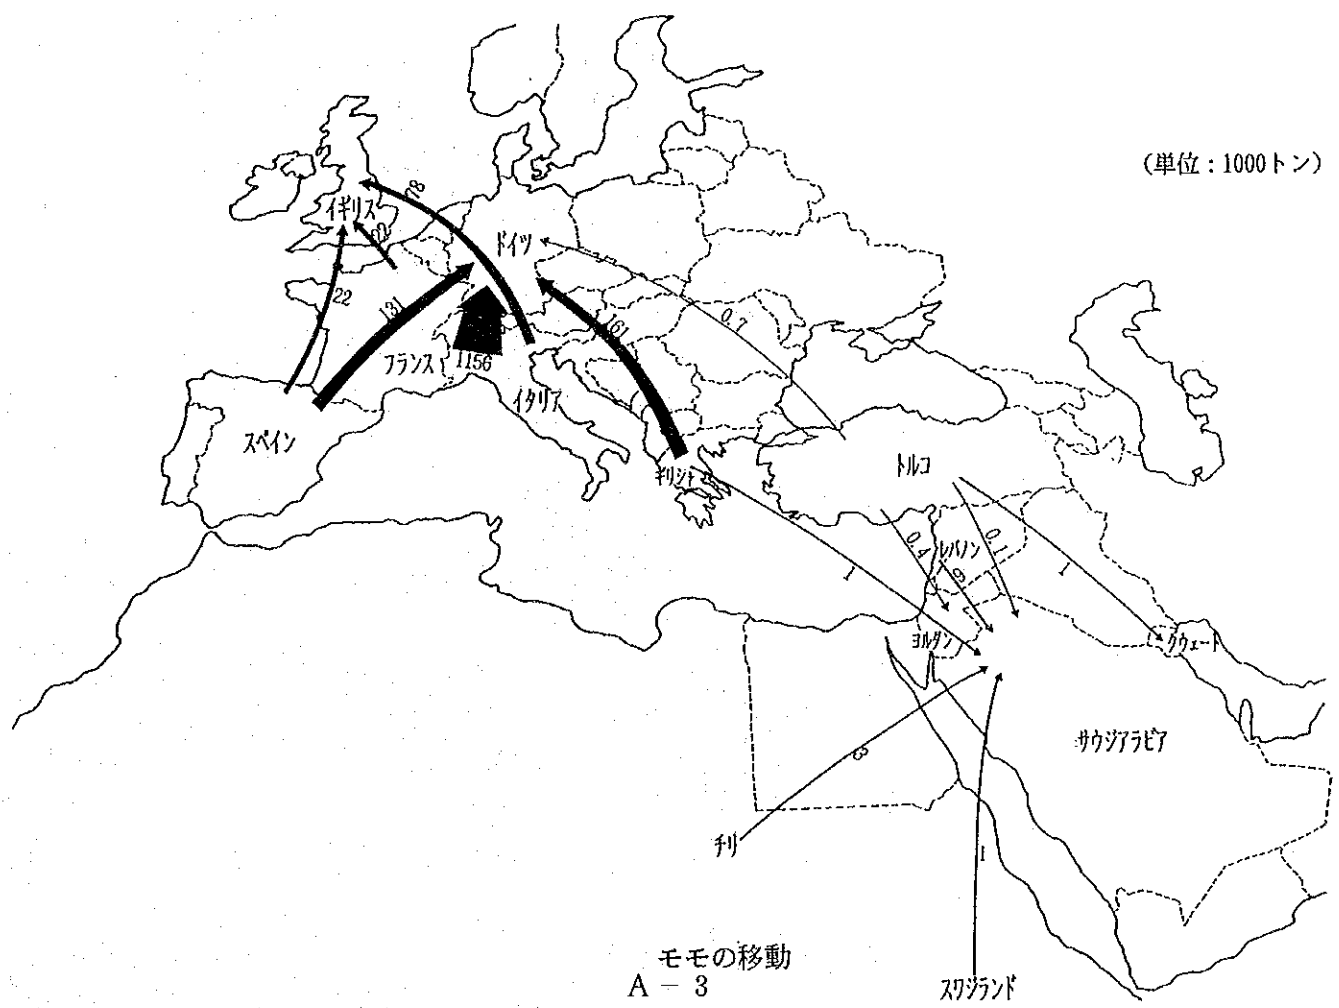 (単位：1000トン)
78
イギリス
ドイツ
22
131
161
0.7
フランス
1156
イタリア
スペイン
ギリシャ
トルコ
0.4
レバノン
0.1
9
1
1
ヨルダン
クウェート
サウジアラビア
3
チリ
1
モモの移動
A － 3
スワジランド